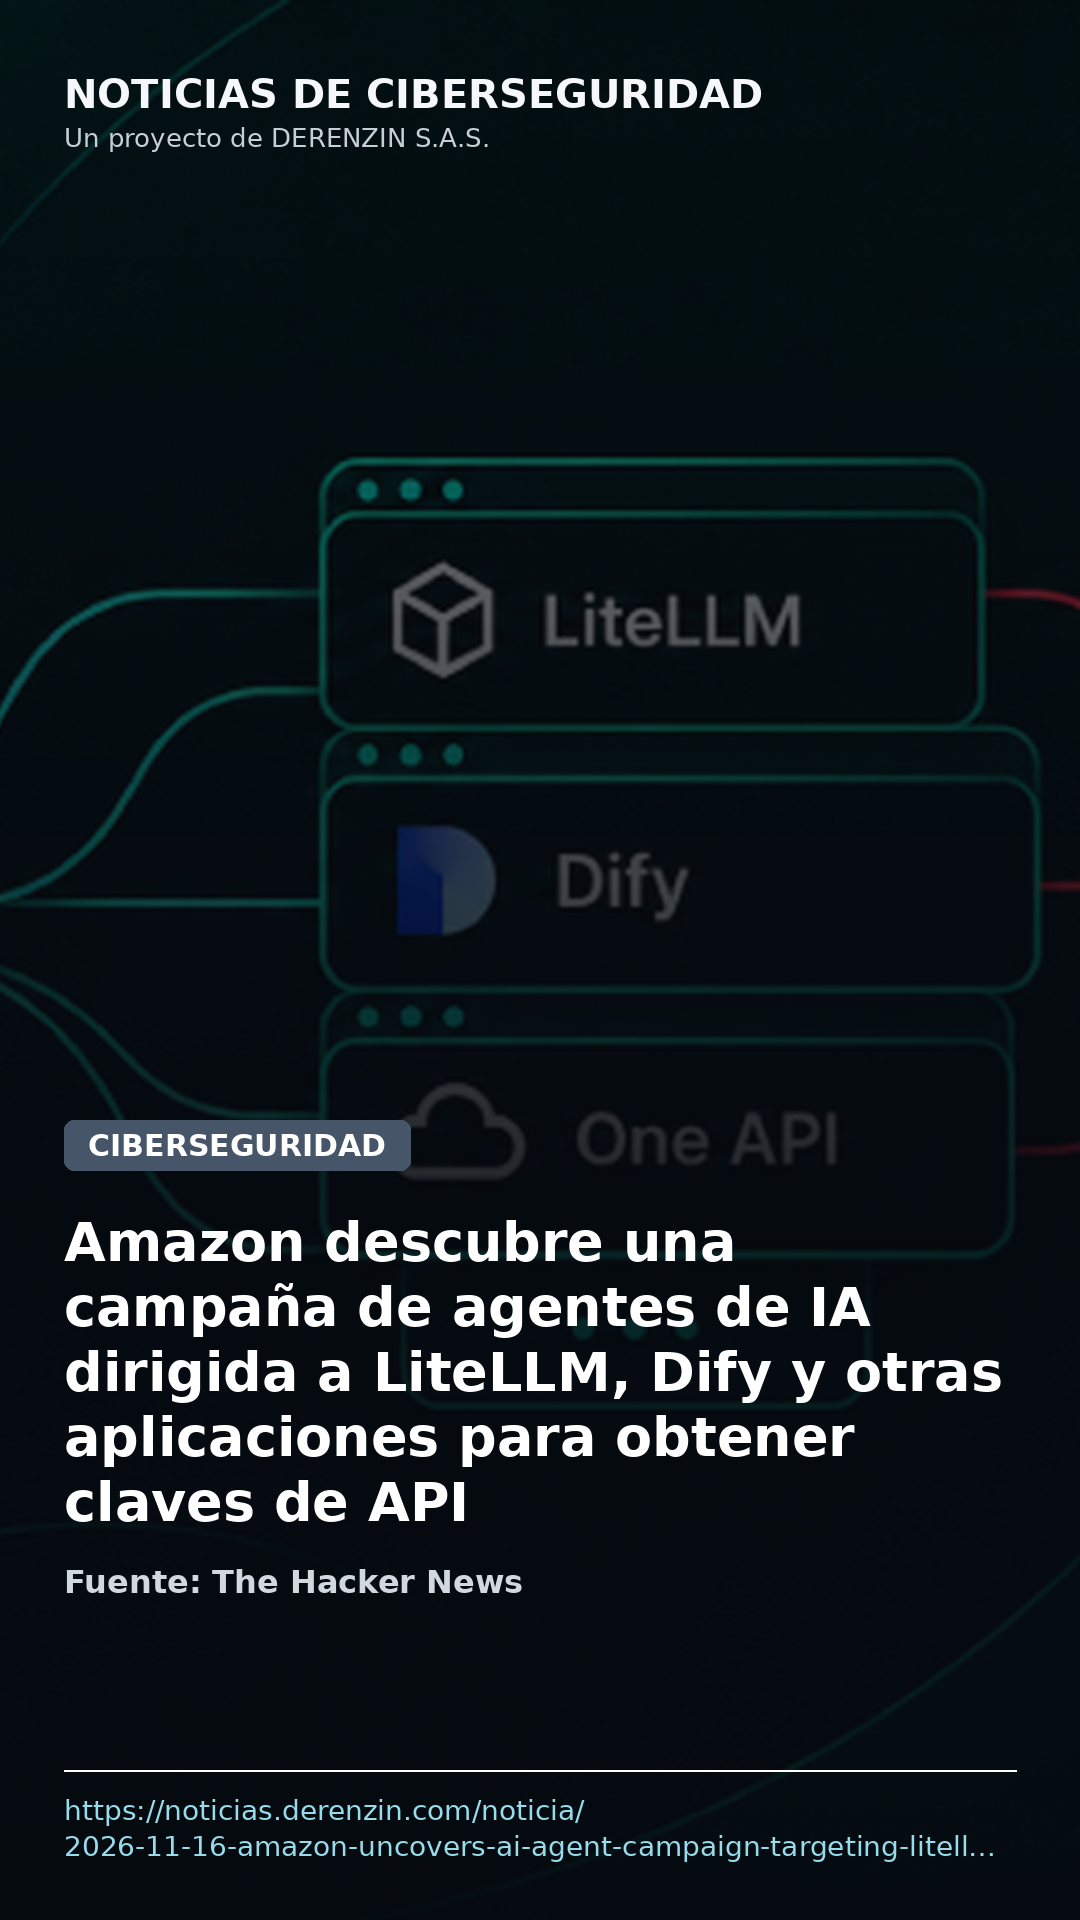 NOTICIAS DE CIBERSEGURIDAD
Un proyecto de DERENZIN S.A.S.
LiteLLM
Dify
One API
CIBERSEGURIDAD
Amazon descubre una
campaña de agentes de IA
dirigida a LiteLLM, Dify y otras
aplicaciones para obtener
claves de API
Fuente: The Hacker News
https://noticias.derenzin.com/noticia/
2026-11-16-amazon-uncovers-ai-agent-campaign-targeting-litell...